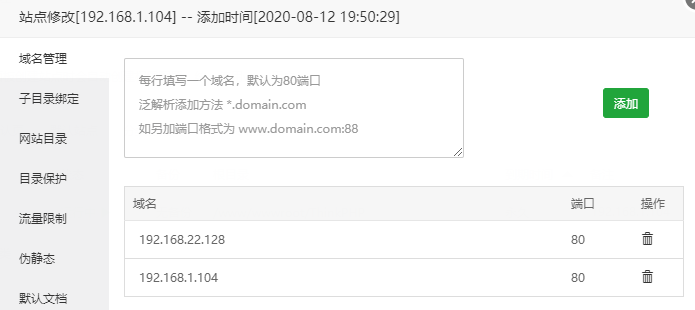 站点修改[192.168.1.104] -- 添加时间[2020-08-12 19:50:29]
域名管理
子目录绑定
网站目录
目录保护
流量限制
伪静态
默认文档
每行填写一个域名，默认为80端口
泛解析添加方法 *.domain.com
如另加端口格式为 www.domain.com:88
添加
域名 端口 操作
192.168.22.128 80
192.168.1.104 80